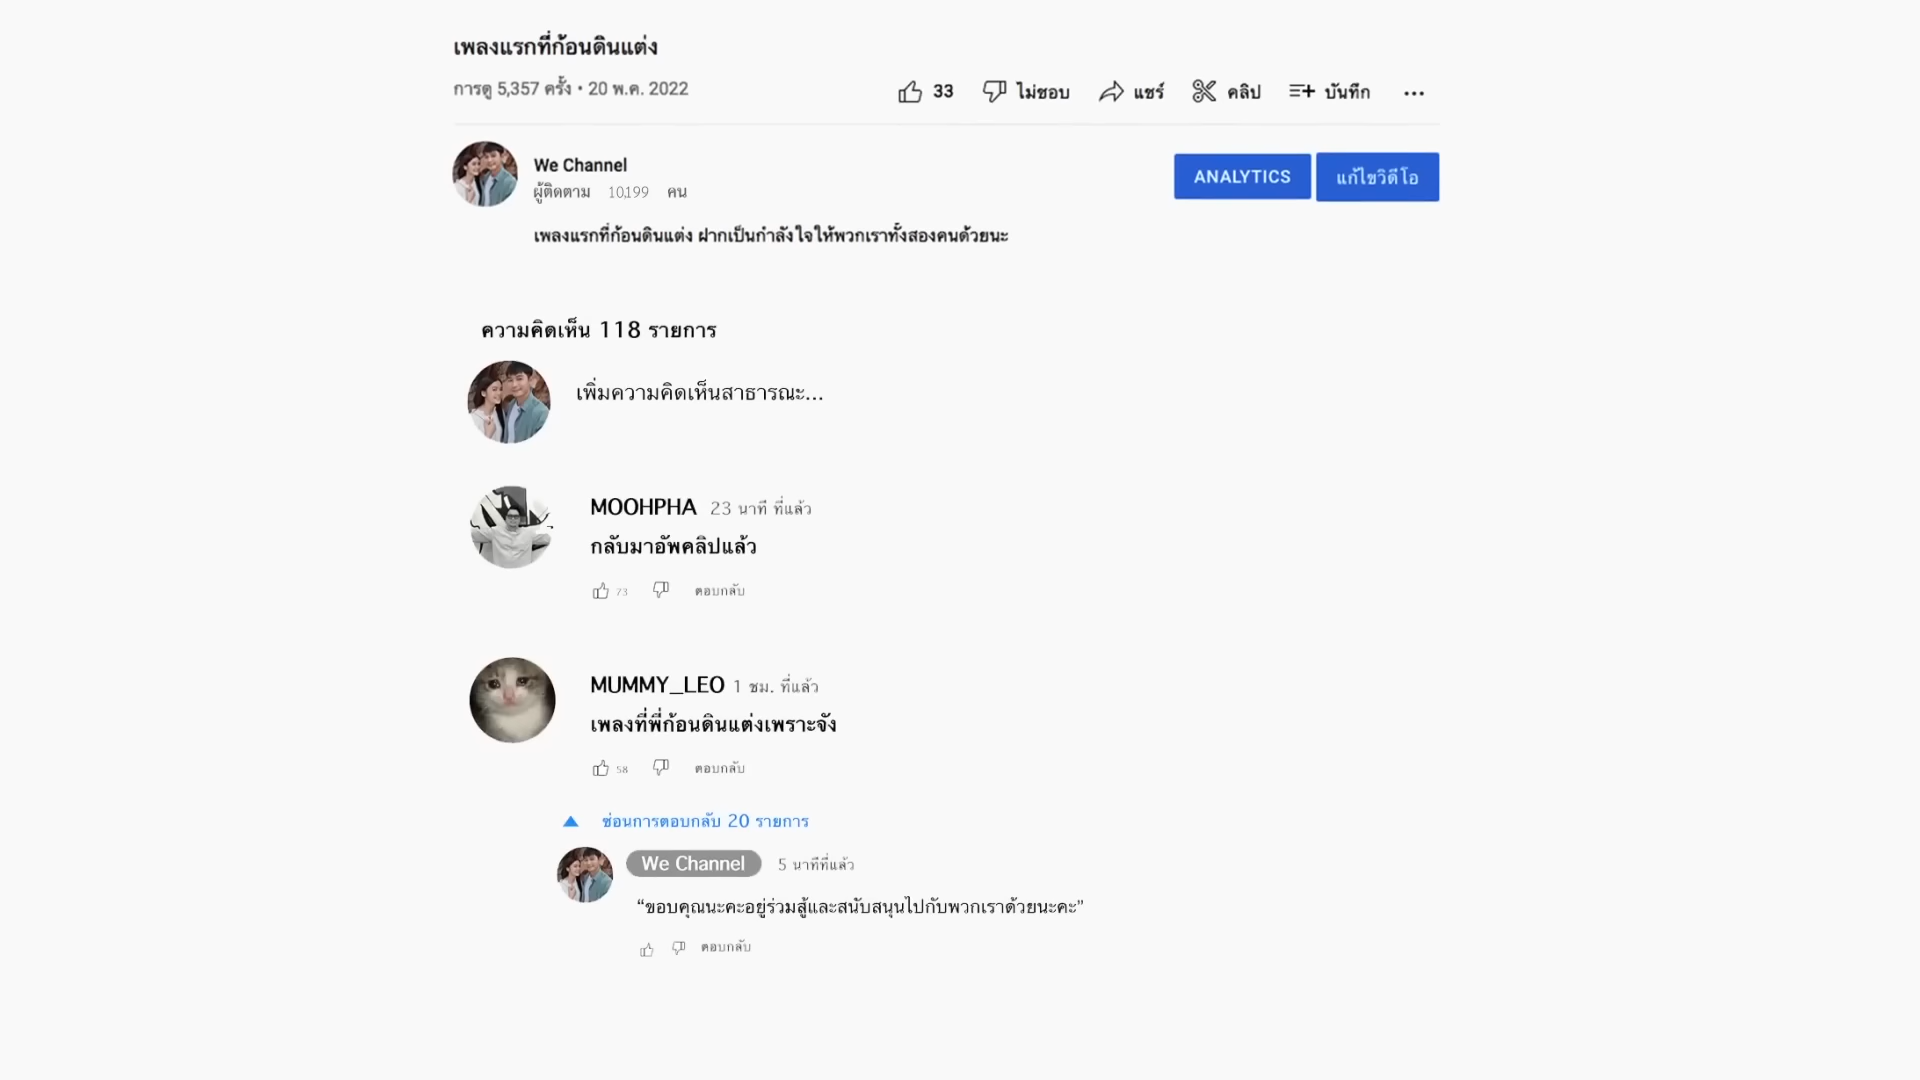 เพลงแรกที่ก้อนดินแต่ง
การดู 5,357 ครั้ง • 20 พ.ค. 2022
33 ไม่ชอบ แชร์ คลิป บันทึก ...
We Channel
ผู้ติดตาม 10,199 คน
ANALYTICS แก้ไขวิดีโอ
เพลงแรกที่ก้อนดินแต่ง ฝากเป็นกำลังใจให้พวกเราทั้งสองคนด้วยนะ
ความคิดเห็น 118 รายการ
เพิ่มความคิดเห็นสาธารณะ...
MOOHPHA 23 นาที ที่แล้ว
กลับมาอัพคลิปแล้ว
73 ตอบกลับ
MUMMY_LEO 1 ชม. ที่แล้ว
เพลงที่พี่ก้อนดินแต่งเพราะจัง
58 ตอบกลับ
ซ่อนการตอบกลับ 20 รายการ
We Channel 5 นาทีที่แล้ว
“ขอบคุณนะคะอยู่ร่วมสู้และสนับสนุนไปกับพวกเราด้วยนะคะ”
ตอบกลับ